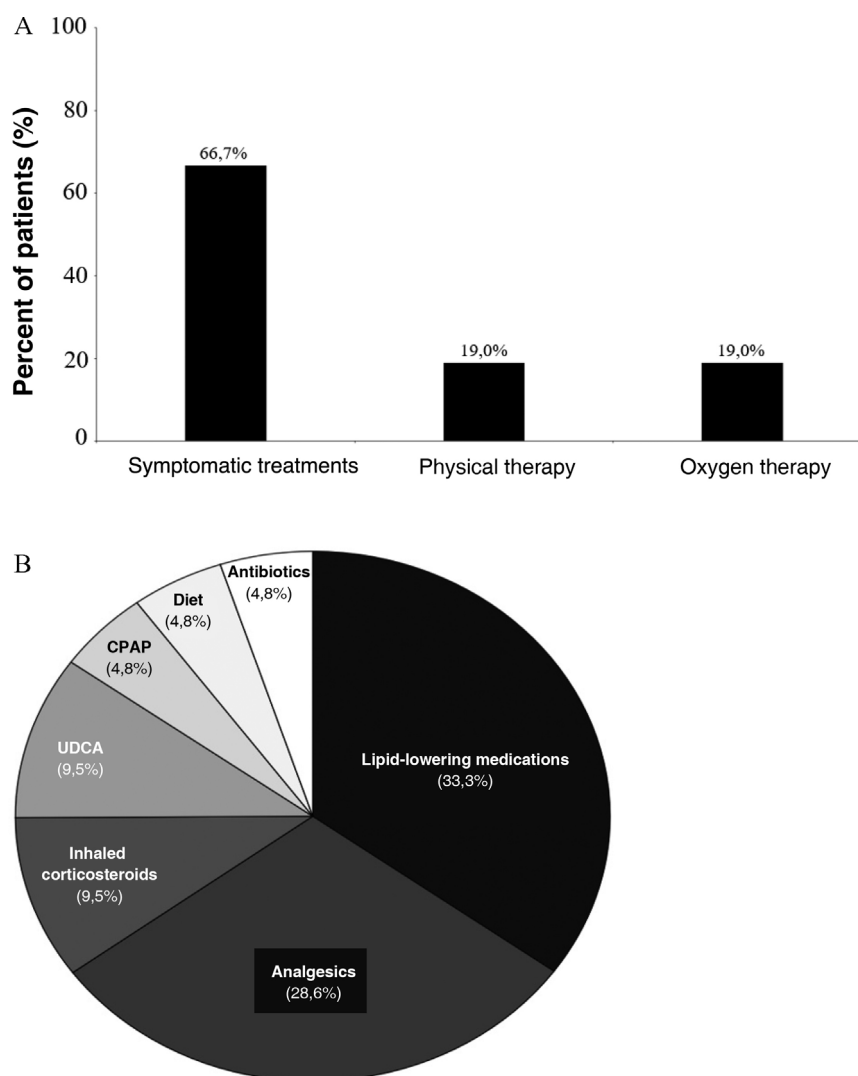 A
Percent of patients (%)
100
80
60
40
20
0
66,7%
19,0%
19,0%
Symptomatic treatments
Physical therapy
Oxygen therapy
B
Antibiotics
(4,8%)
Diet
(4,8%)
CPAP
(4,8%)
UDCA
(9,5%)
Inhaled
corticosteroids
(9,5%)
Analgesics
(28,6%)
Lipid-lowering medications
(33,3%)